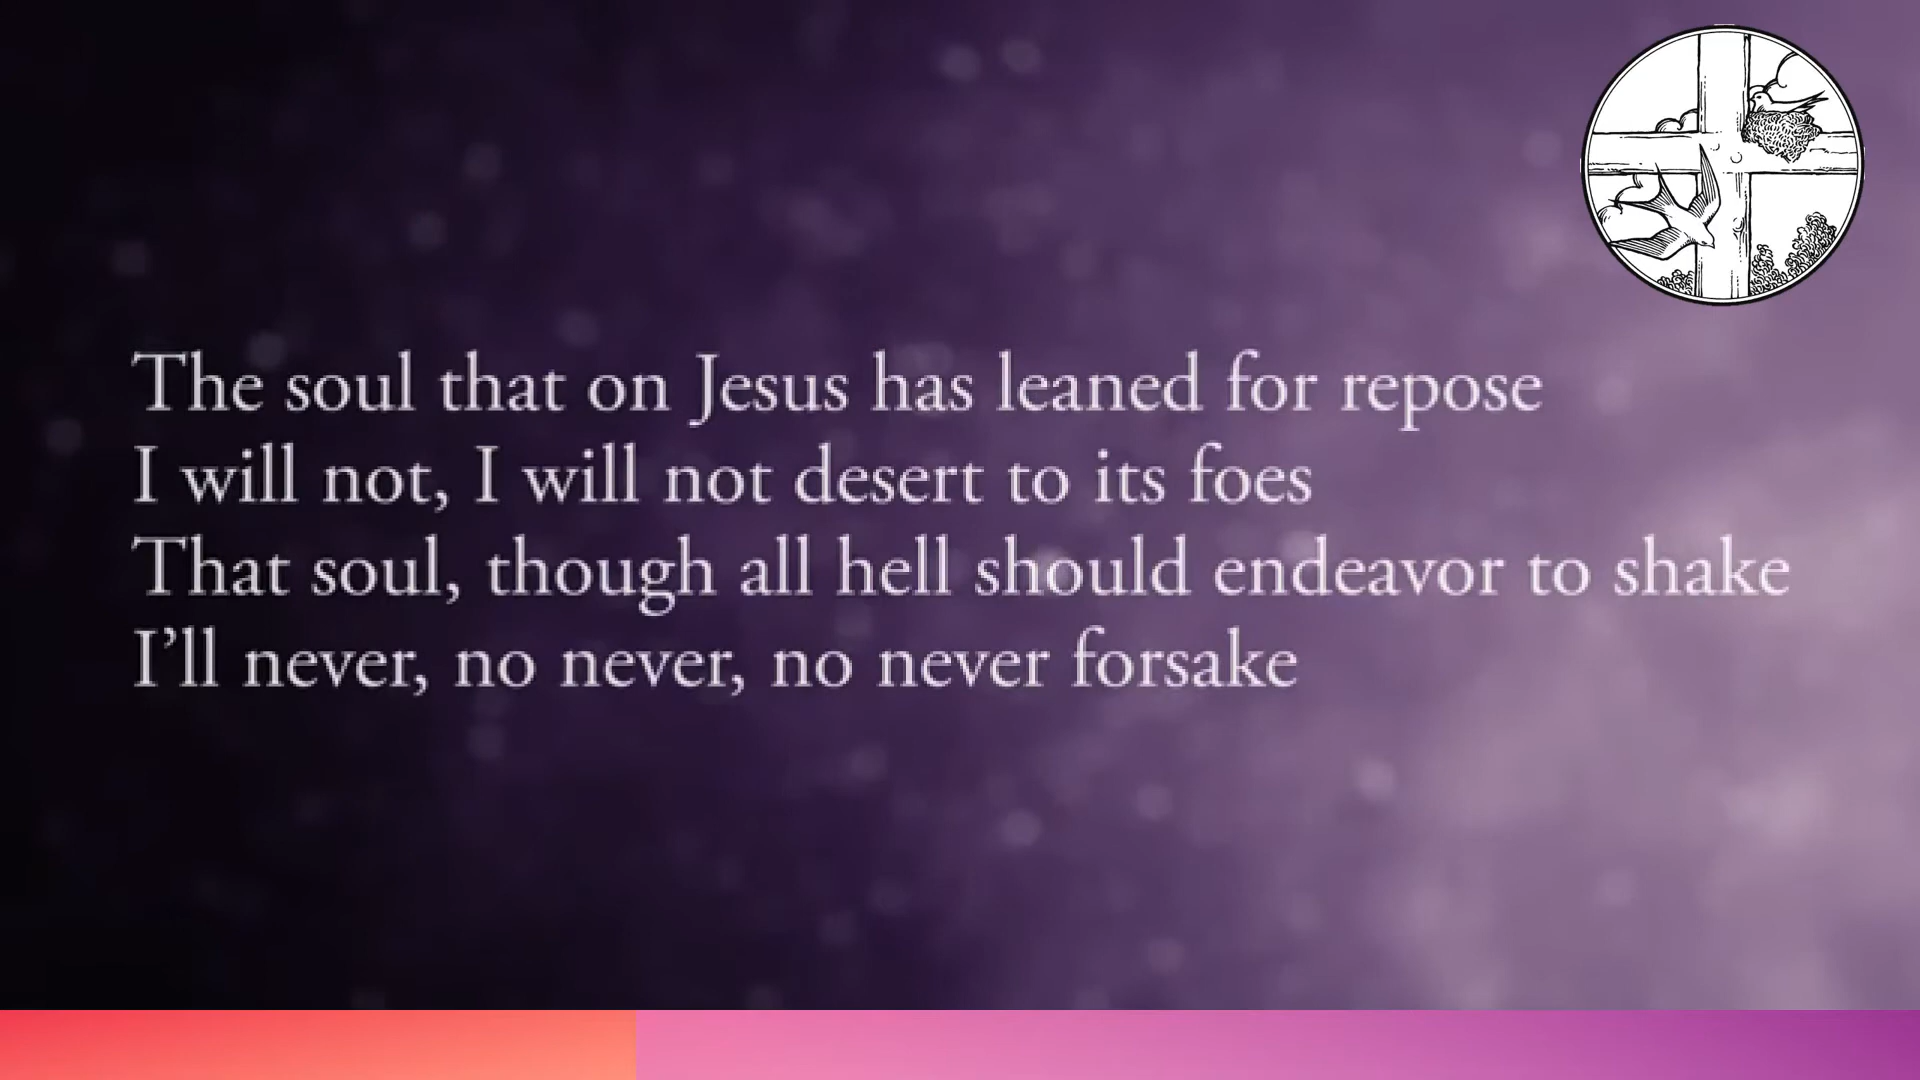 The soul that on Jesus has leaned for repose
I will not, I will not desert to its foes
That soul, though all hell should endeavor to shake
I’ll never, no never, no never forsake